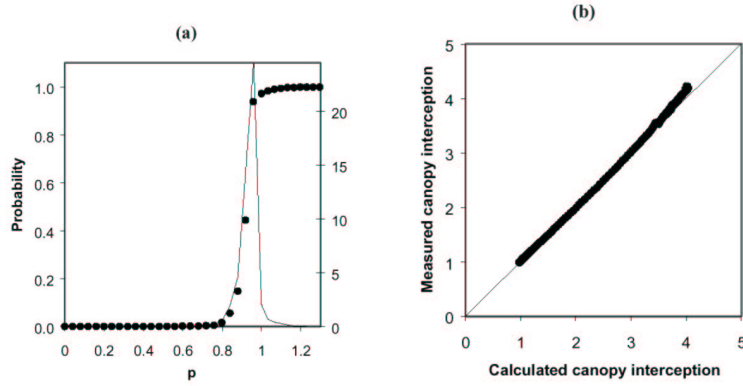 (a)
1.0
0.8
0.6
0.4
0.2
0.0
Probability
20
15
10
5
0
0 0.2 0.4 0.6 0.8 1 1.2
p
(b)
5
4
3
2
1
0
Measured canopy interception
0 1 2 3 4 5
Calculated canopy interception